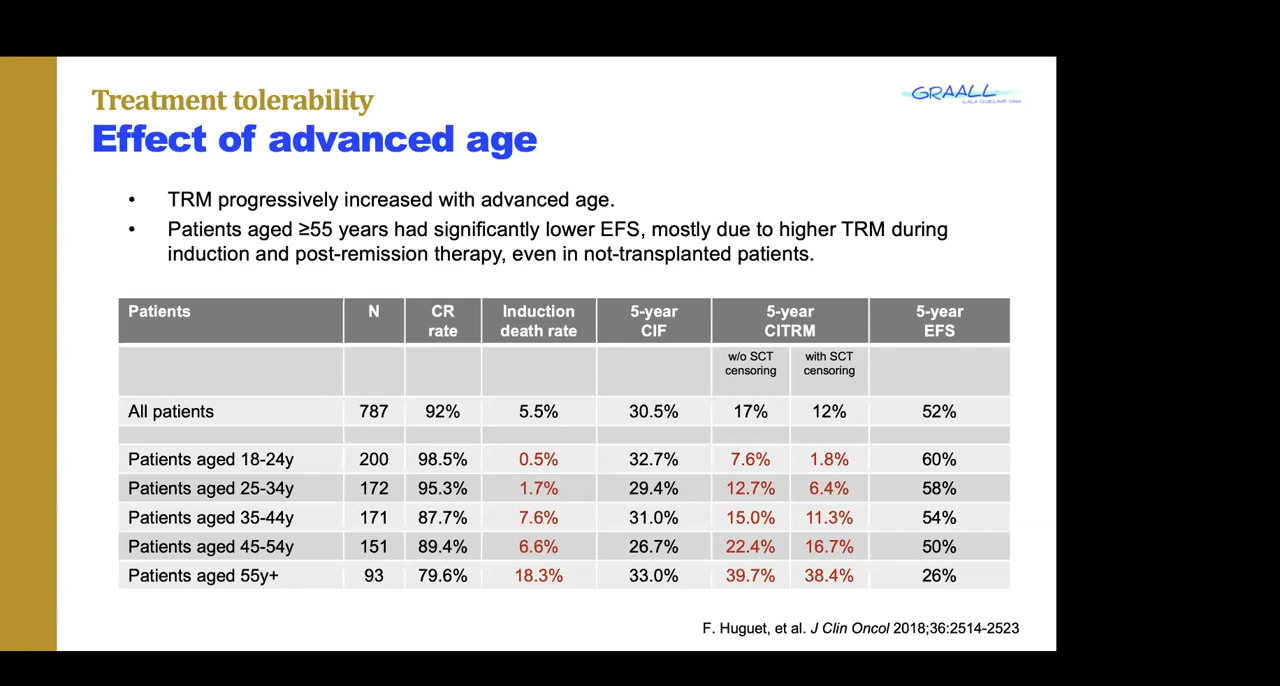 Treatment tolerability
GRAALL
Effect of advanced age
• TRM progressively increased with advanced age.
• Patients aged ≥55 years had significantly lower EFS, mostly due to higher TRM during
induction and post-remission therapy, even in not-transplanted patients.
Patients N CR rate Induction death rate 5-year CIF 5-year CITRM 5-year EFS
w/o SCT censoring with SCT censoring
All patients 787 92% 5.5% 30.5% 17% 12% 52%
Patients aged 18-24y 200 98.5% 0.5% 32.7% 7.6% 1.8% 60%
Patients aged 25-34y 172 95.3% 1.7% 29.4% 12.7% 6.4% 58%
Patients aged 35-44y 171 87.7% 7.6% 31.0% 15.0% 11.3% 54%
Patients aged 45-54y 151 89.4% 6.6% 26.7% 22.4% 16.7% 50%
Patients aged 55y+ 93 79.6% 18.3% 33.0% 39.7% 38.4% 26%
F. Huguet, et al. J Clin Oncol 2018;36:2514-2523